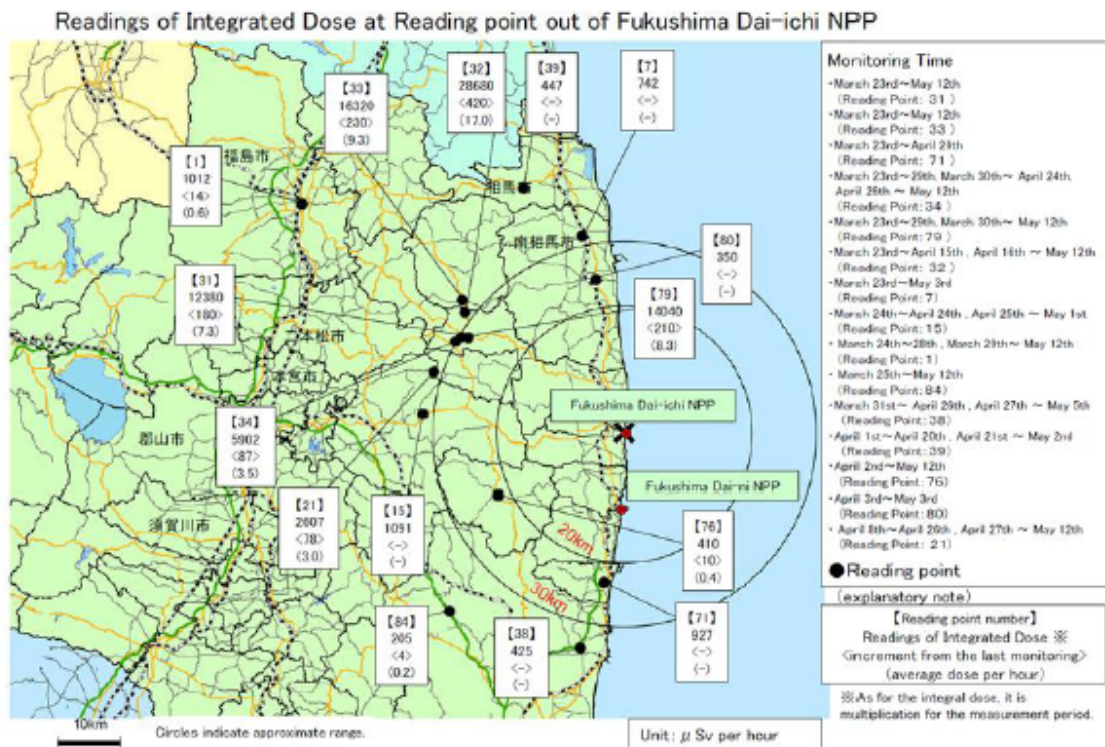 Readings of Integrated Dose at Reading point out of Fukushima Dai-ichi NPP
【32】
28680
<420>
(17.0)
【39】
447
<->
(-)
【7】
742
<->
(-)
【33】
16320
<230>
(9.3)
【1】
1012
<14>
(0.6)
福島市
相馬
南相馬市
【80】
350
<->
(-)
【31】
12380
<180>
(7.3)
【79】
14040
<210>
(8.3)
本松市
本宮市
Fukushima Dai-ichi NPP
【34】
5902
<87>
(3.5)
郡山市
Fukushima Dai-ni NPP
須賀川市
【21】
2607
<78>
(3.0)
【15】
1091
<->
(-)
20km
【76】
410
<10>
(0.4)
30km
【84】
205
<4>
(0.2)
【38】
425
<->
(-)
【71】
927
<->
(-)
10km
Circles indicate approximate range.
Unit: μ Sv per hour
Monitoring Time
・March 23rd~May 12th
(Reading Point: 31 )
・March 23rd~May 12th
(Reading Point: 33 )
・March 23rd~April 29th
(Reading Point: 71 )
・March 23rd~29th, March 30th~ April 24th,
April 26th ~ May 12th
(Reading Point: 34 )
・March 23rd~29th, March 30th~ May 12th
(Reading Point: 79 )
・March 23rd~April 15th, April 16th ~ May 12th
(Reading Point: 32 )
・March 23rd~May 3rd
(Reading Point: 7)
・March 24th~April 24th , April 25th ~ May 1st
(Reading Point: 15)
・ March 24th~28th , March 29th~ May 12th
(Reading Point: 1)
・ March 25th~May 12th
(Reading Point: 84)
・March 31st~ April 26th , April 27th ~ May 5th
(Reading Point: 38)
・April 1st~April 20th , April 21st ~ May 2nd
(Reading Point: 39)
・April 2nd~May 12th
(Reading Point: 76)
・April 3rd~May 3rd
(Reading Point: 80)
・ April 8th~April 26th , April 27th ~ May 12th
(Reading Point: 21)
●Reading point
(explanatory note)
【Reading point number】
Readings of Integrated Dose ※
<increment from the last monitoring>
(average dose per hour)
※As for the integral dose, it is
multiplication for the measurement period.